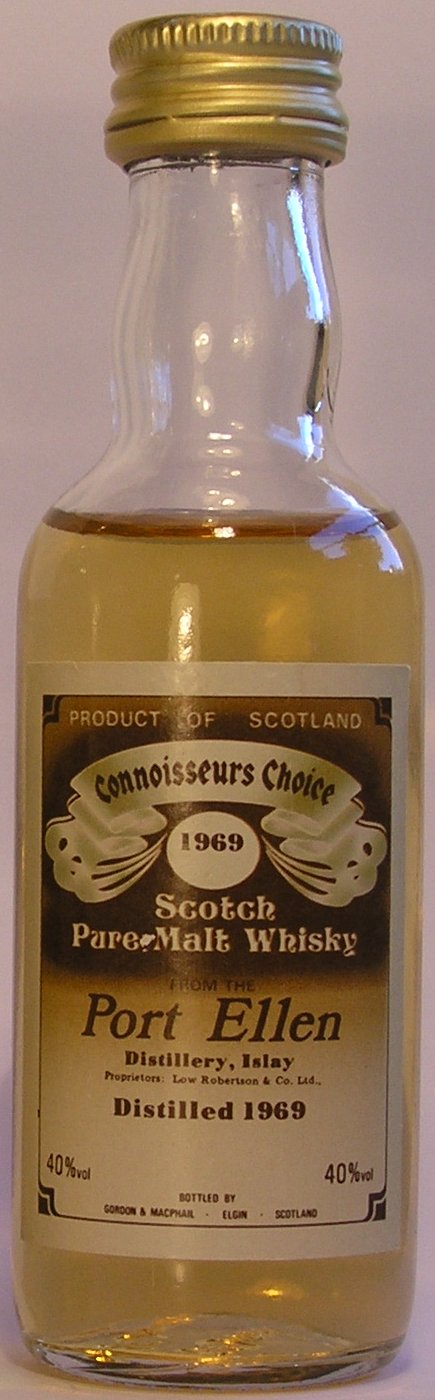 PRODUCT OF SCOTLAND
Connoisseurs Choice
1969
Scotch
Pure Malt Whisky
FROM THE
Port Ellen
Distillery, Islay
Proprietors: Low Robertson & Co. Ltd.,
Distilled 1969
40%vol 40%vol
BOTTLED BY
GORDON & MACPHAIL · ELGIN · SCOTLAND